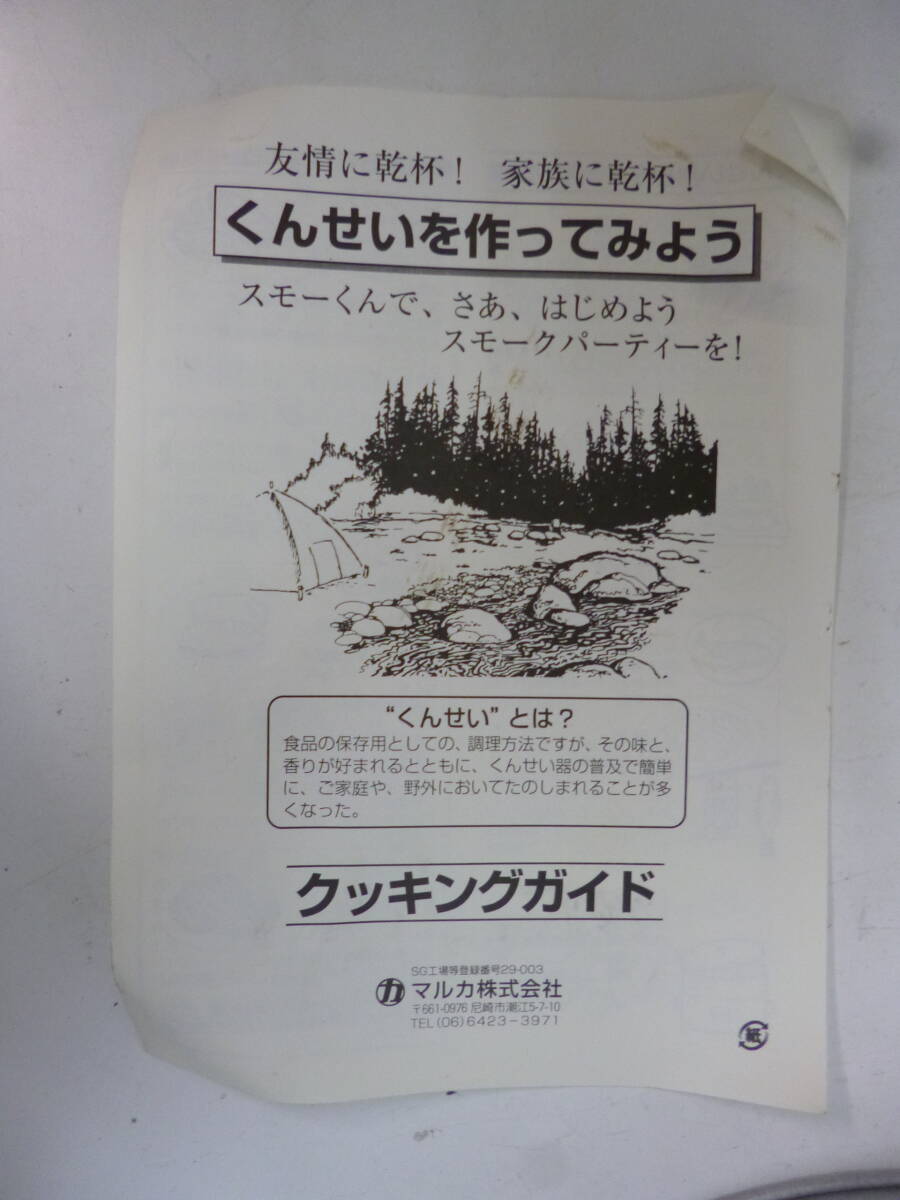 友情に乾杯！ 家族に乾杯！
くんせいを作ってみよう
スモーくんで、さあ、はじめよう
スモークパーティーを！
“くんせい”とは？
食品の保存用としての、調理方法ですが、その味と、
香りが好まれるとともに、くんせい器の普及で簡単
に、ご家庭や、野外においてたのしまれることが多
くなった。
クッキングガイド
SG工場等登録番号29-003
カ マルカ株式会社
〒661-0976 尼崎市潮江5-7-10
TEL(06)6423-3971
紙